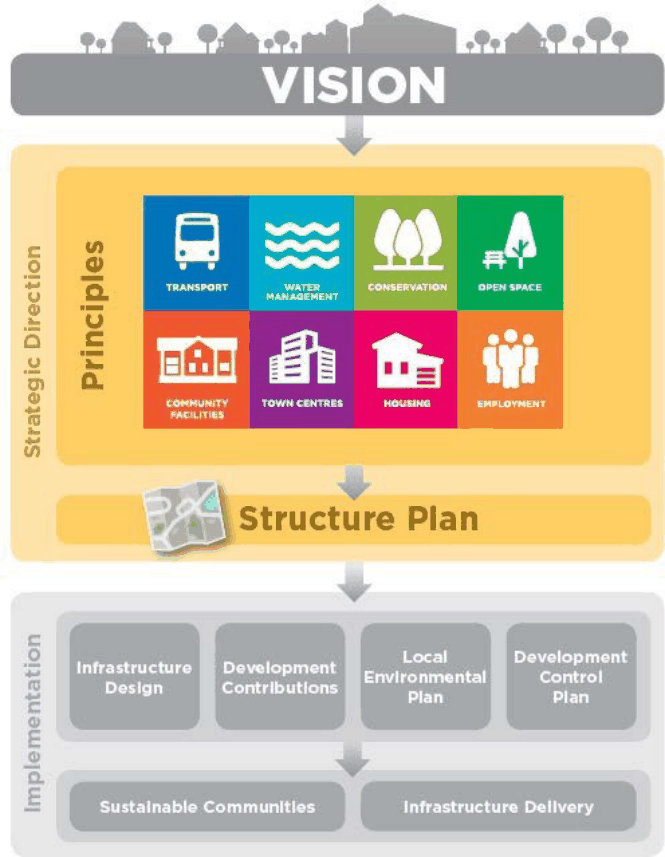 VISION
Strategic Direction
Principles
TRANSPORT
WATER
MANAGEMENT
CONSERVATION
OPEN SPACE
COMMUNITY
FACILITIES
TOWN CENTRES
HOUSING
EMPLOYMENT
Structure Plan
Implementation
Infrastructure
Design
Development
Contributions
Local
Environmental
Plan
Development
Control
Plan
Sustainable Communities
Infrastructure Delivery